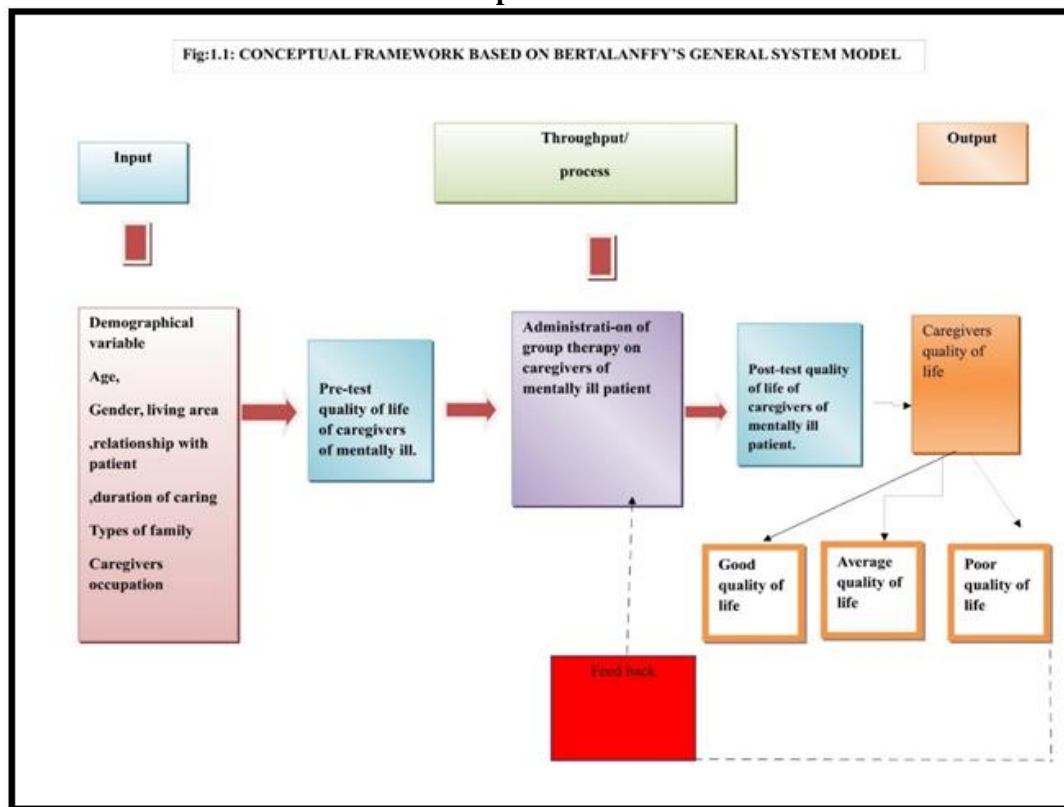 Fig:1.1: CONCEPTUAL FRAMEWORK BASED ON BERTALANFFY'S GENERAL SYSTEM MODEL
Input
Throughput/
process
Output
Demographical
variable
Age,
Gender, living area
,relationship with
patient
,duration of caring
Types of family
Caregivers
occupation
Pre-test
quality of life
of caregivers
of mentally ill.
Administrati-on of
group therapy on
caregivers of
mentally ill patient
Post-test quality
of life of
caregivers of
mentally ill
patient.
Caregivers
quality of
life
Good
quality of
life
Average
quality of
life
Poor
quality of
life
Feed back